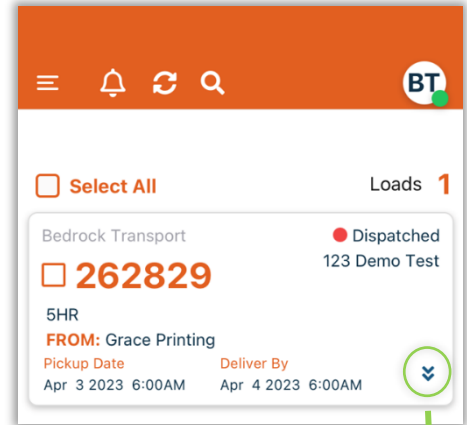 BT
Select All
Loads 1
Bedrock Transport
Dispatched
262829
123 Demo Test
5HR
FROM: Grace Printing
Pickup Date
Deliver By
Apr 3 2023 6:00AM
Apr 4 2023 6:00AM